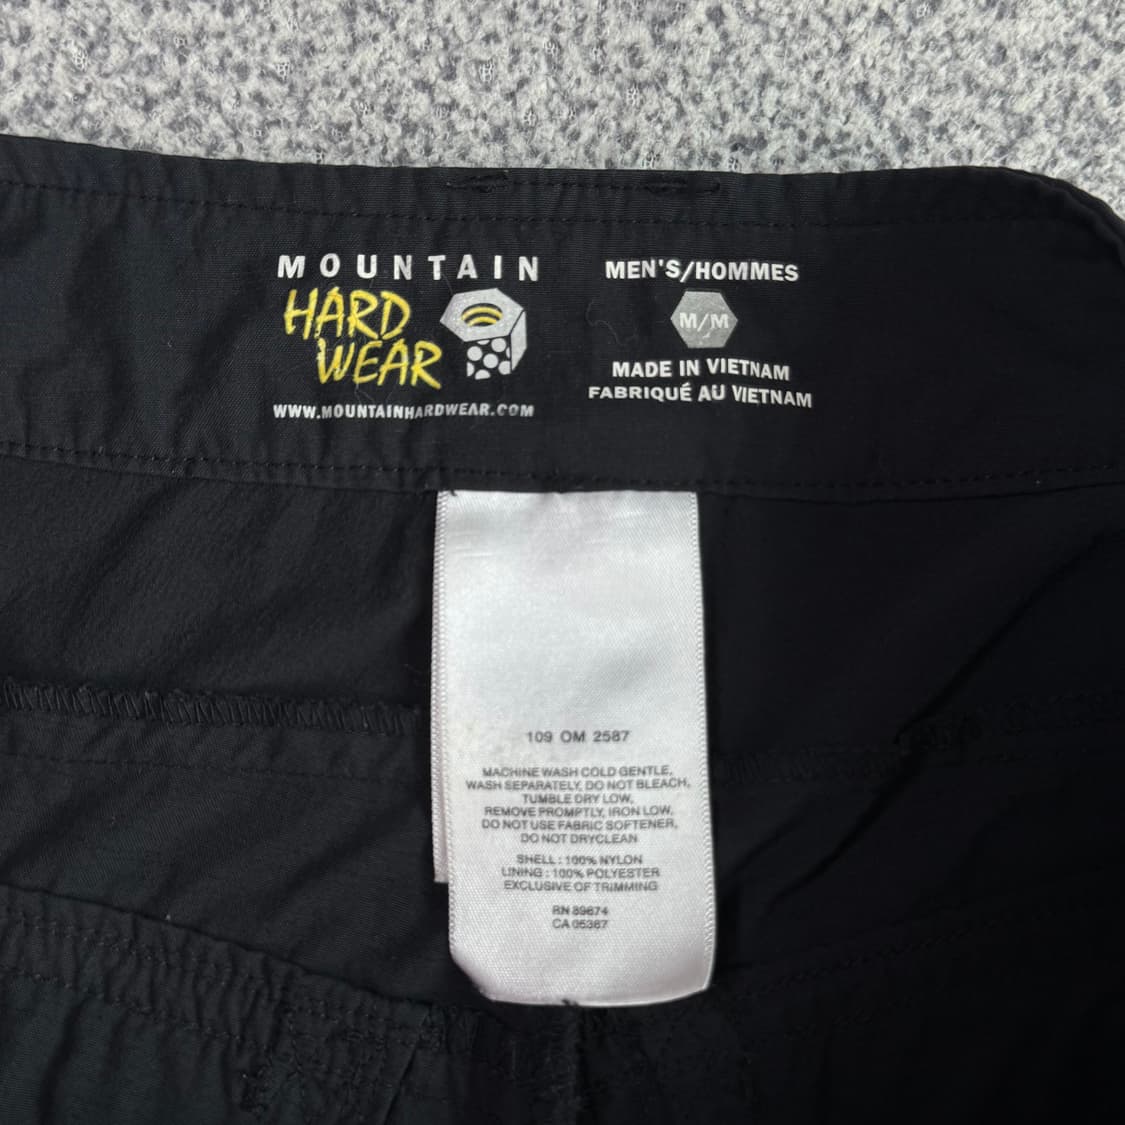 MOUNTAIN
HARD
WEAR
WWW.MOUNTAINHARDWEAR.COM
MEN'S/HOMMES
M/M
MADE IN VIETNAM
FABRIQUÉ AU VIETNAM
109 OM 2587
MACHINE WASH COLD GENTLE,
WASH SEPARATELY, DO NOT BLEACH,
TUMBLE DRY LOW,
REMOVE PROMPTLY, IRON LOW,
DO NOT USE FABRIC SOFTENER,
DO NOT DRYCLEAN
SHELL : 100% NYLON
LINING : 100% POLYESTER
EXCLUSIVE OF TRIMMING
RN 89674
CA 05367